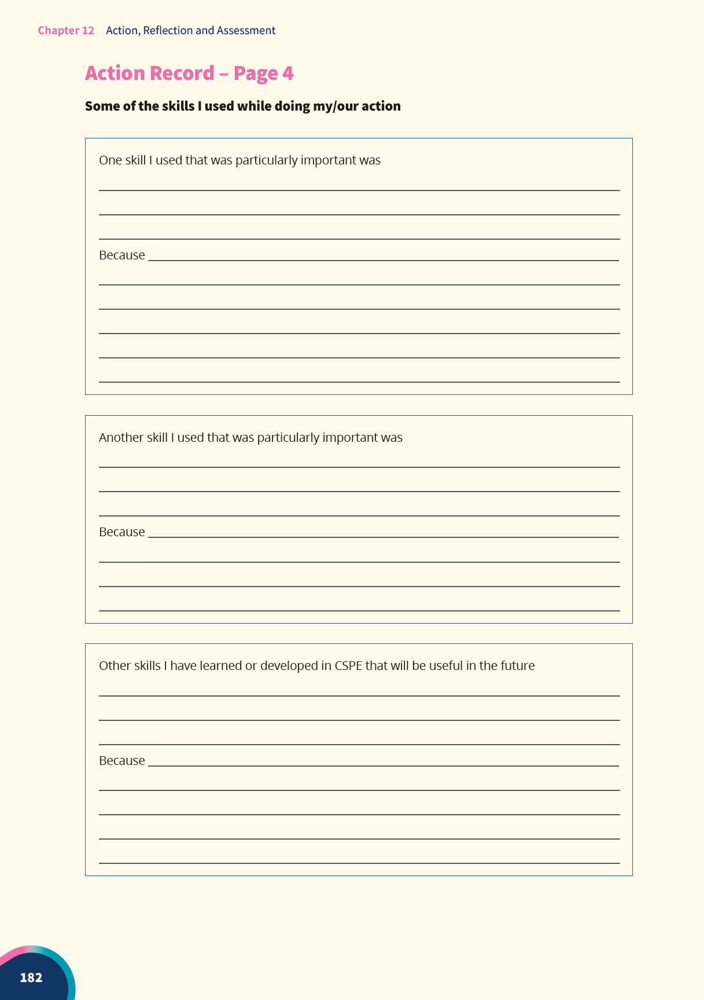 Chapter 12 Action, Reflection and Assessment
Action Record – Page 4
Some of the skills I used while doing my/our action
One skill I used that was particularly important was
Because
Another skill I used that was particularly important was
Because
Other skills I have learned or developed in CSPE that will be useful in the future
Because
182